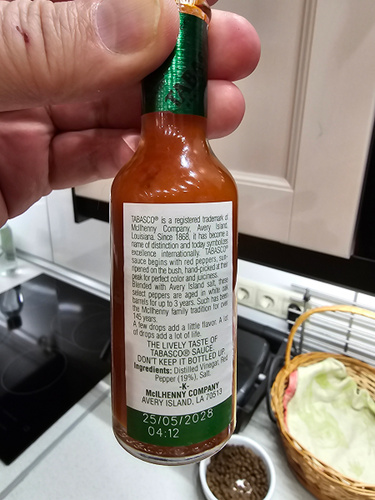 TABASCO® is a registered trademark of
McIlhenny Company, Avery Island,
Louisiana. Since 1868, it has become a
name of distinction and today symbolizes
excellence internationally. TABASCO®
sauce begins with red peppers, sun-
ripened on the bush, hand-picked at their
peak for perfect color and juiciness.
Blended with Avery Island salt, these
select peppers are aged in white oak
barrels for up to 3 years. Such has been
the McIlhenny family tradition for over
145 years.
A few drops add a little flavor. A lot
of drops add a lot of life.
THE LIVELY TASTE OF
TABASCO® SAUCE
DON'T KEEP IT BOTTLED UP.
Ingredients: Distilled Vinegar, Red
Pepper (19%), Salt.
-K-
McILHENNY COMPANY
AVERY ISLAND, LA 70513
25/05/2028
04:12